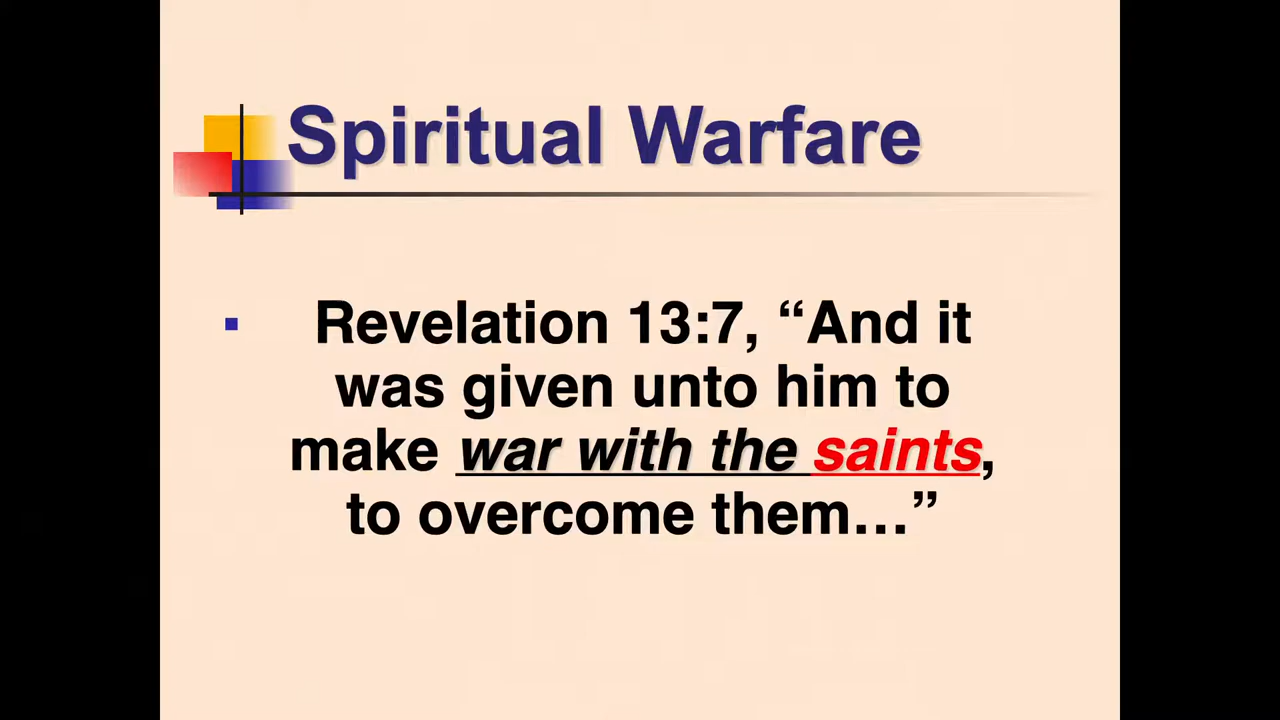 Spiritual Warfare
▪ Revelation 13:7, “And it
was given unto him to
make war with the saints,
to overcome them…”